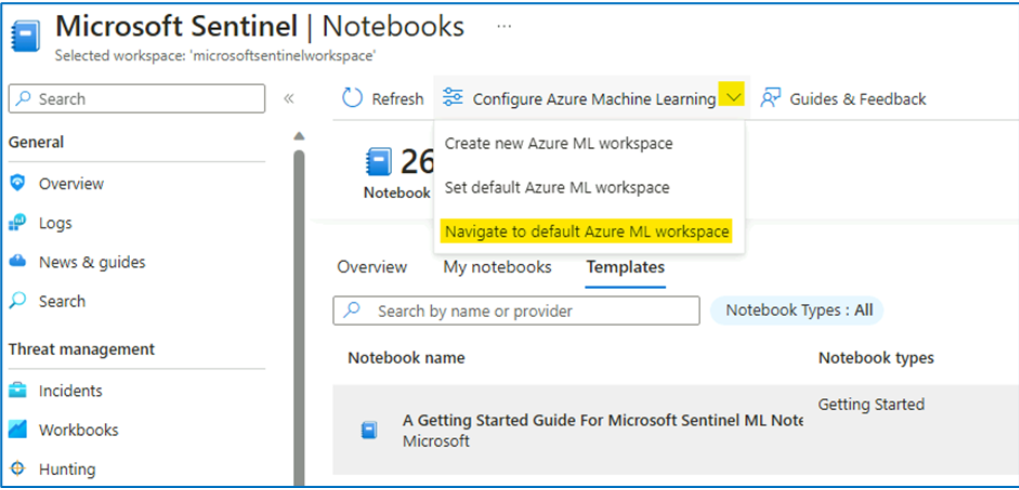 Microsoft Sentinel | Notebooks ...
Selected workspace: 'microsoftsentinelworkspace'
Search
«
Refresh
Configure Azure Machine Learning
Guides & Feedback
General
Overview
Logs
News & guides
Search
Threat management
Incidents
Workbooks
Hunting
Create new Azure ML workspace
Set default Azure ML workspace
Navigate to default Azure ML workspace
26
Notebook
Overview
My notebooks
Templates
Search by name or provider
Notebook Types : All
Notebook name
Notebook types
A Getting Started Guide For Microsoft Sentinel ML Note
Getting Started
Microsoft